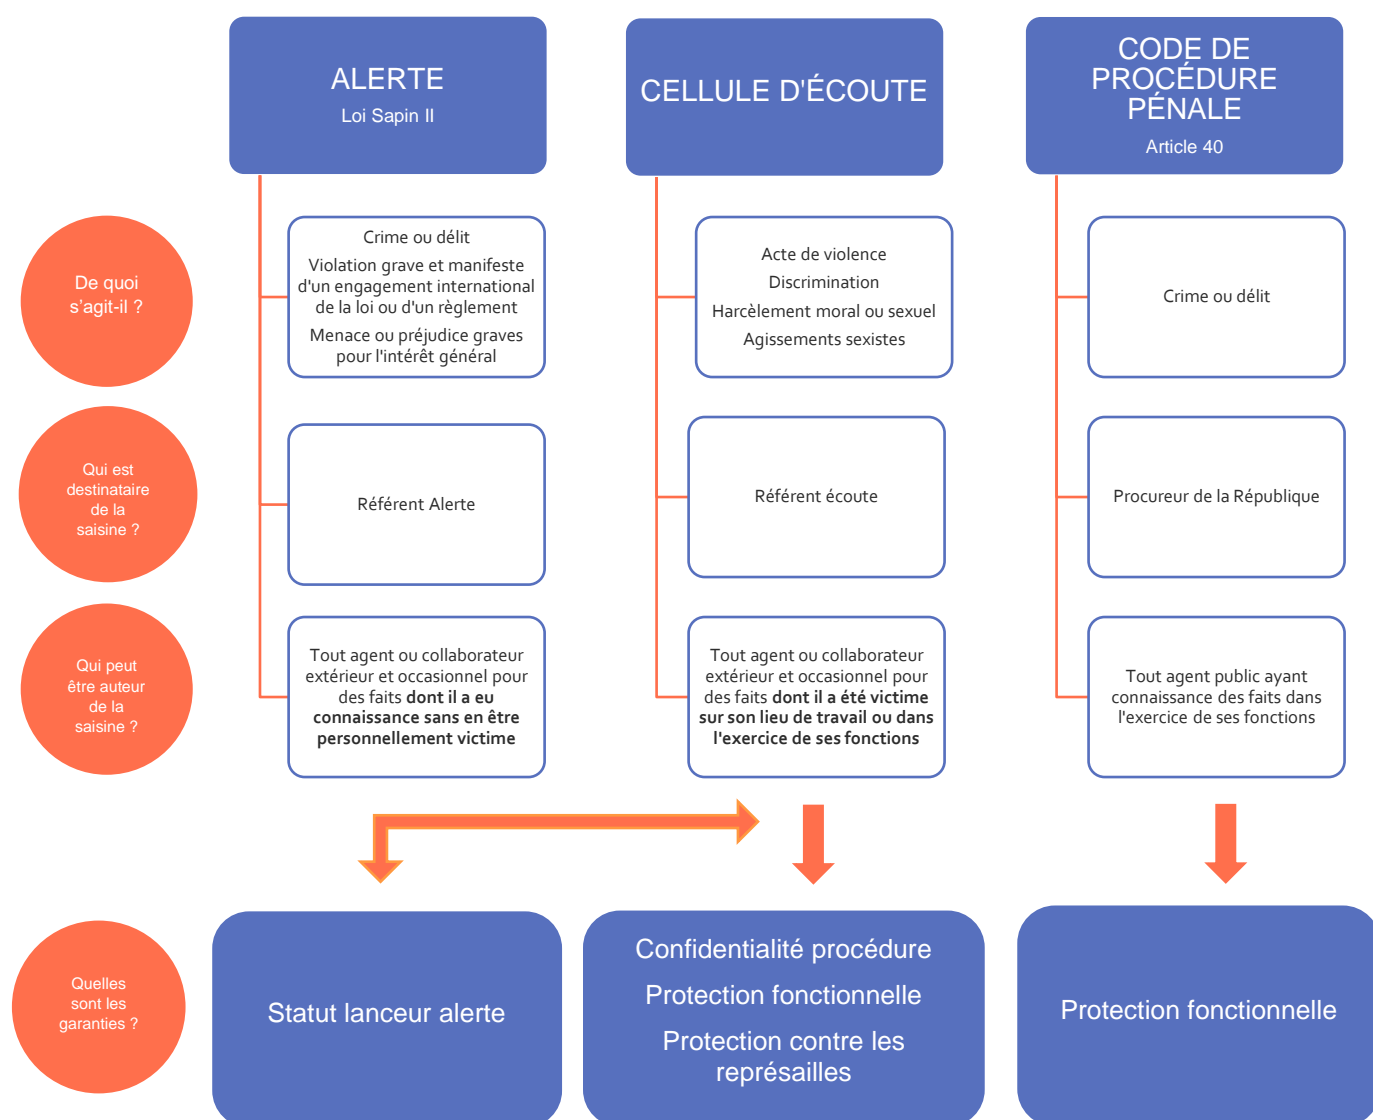 ALERTE
Loi Sapin II
CELLULE D'ÉCOUTE
CODE DE
PROCÉDURE
PÉNALE
Article 40
De quoi
s'agit-il ?
Crime ou délit
Violation grave et manifeste
d'un engagement international
de la loi ou d'un règlement
Menace ou préjudice graves
pour l'intérêt général
Acte de violence
Discrimination
Harcèlement moral ou sexuel
Agissements sexistes
Crime ou délit
Qui est
destinataire
de la
saisine ?
Référent Alerte
Référent écoute
Procureur de la République
Qui peut
être auteur
de la
saisine ?
Tout agent ou collaborateur
extérieur et occasionnel pour
des faits dont il a eu
connaissance sans en être
personnellement victime
Tout agent ou collaborateur
extérieur et occasionnel pour
des faits dont il a été victime
sur son lieu de travail ou dans
l'exercice de ses fonctions
Tout agent public ayant
connaissance des faits dans
l'exercice de ses fonctions
Quelles
sont les
garanties ?
Statut lanceur alerte
Confidentialité procédure
Protection fonctionnelle
Protection contre les
représailles
Protection fonctionnelle